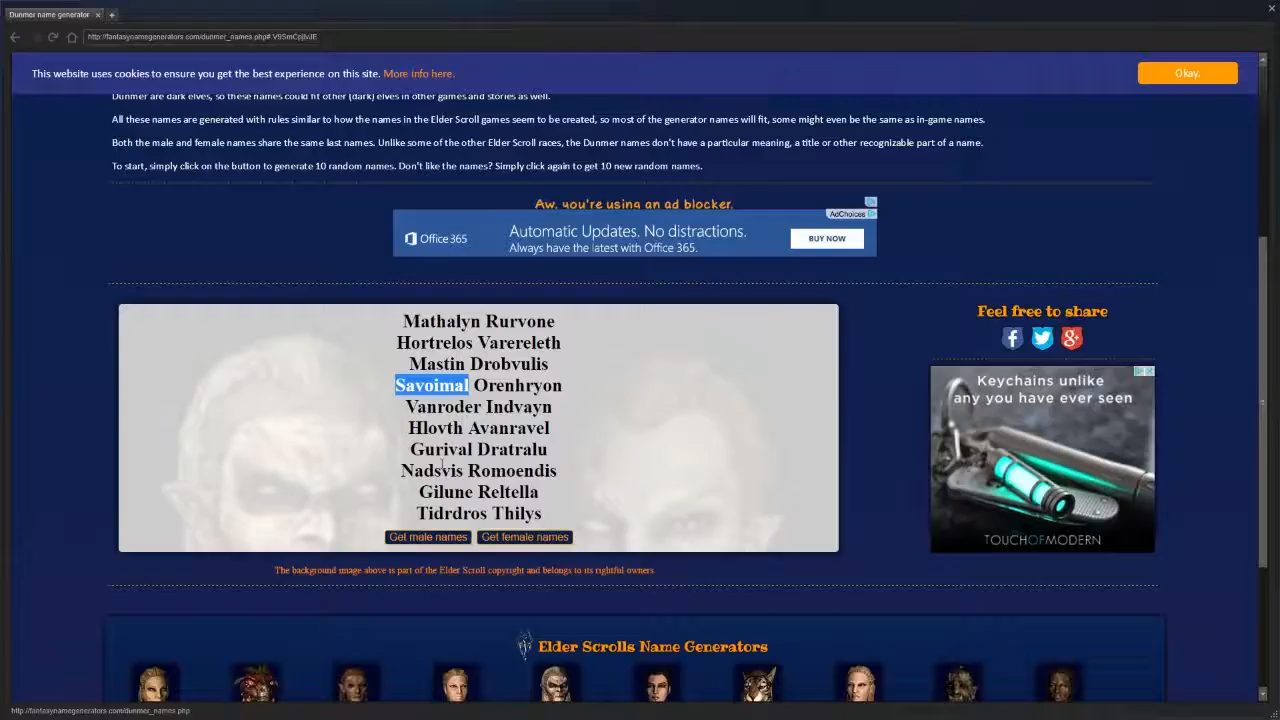 Dunmer name generator
http://fantasynamegenerators.com/dunmer_names.php#.V9SmCpjIvIE
This website uses cookies to ensure you get the best experience on this site. More info here.
Okay.
Dunmer are dark elves, so these names could fit other (dark) elves in other games and stories as well.
All these names are generated with rules similar to how the names in the Elder Scroll games seem to be created, so most of the generator names will fit, some might even be the same as in-game names.
Both the male and female names share the same last names. Unlike some of the other Elder Scroll races, the Dunmer names don't have a particular meaning, a title or other recognizable part of a name.
To start, simply click on the button to generate 10 random names. Don't like the names? Simply click again to get 10 new random names.
Aw, you're using an ad blocker.
AdChoices
Office 365
Automatic Updates. No distractions.
Always have the latest with Office 365.
BUY NOW
Mathalyn Rurvone
Hortrelos Varereleth
Mastin Drobvulis
Savoimal Orenhryon
Vanroder Indvayn
Hlovth Avanravel
Gurival Dratralu
Nadsvis Romoendis
Gilune Reltella
Tidrdros Thilys
Get male names Get female names
The background image above is part of the Elder Scroll copyright and belongs to its rightful owners.
Feel free to share
Keychains unlike
any you have ever seen
TOUCHOFMODERN
Elder Scrolls Name Generators
http://fantasynamegenerators.com/dunmer_names.php